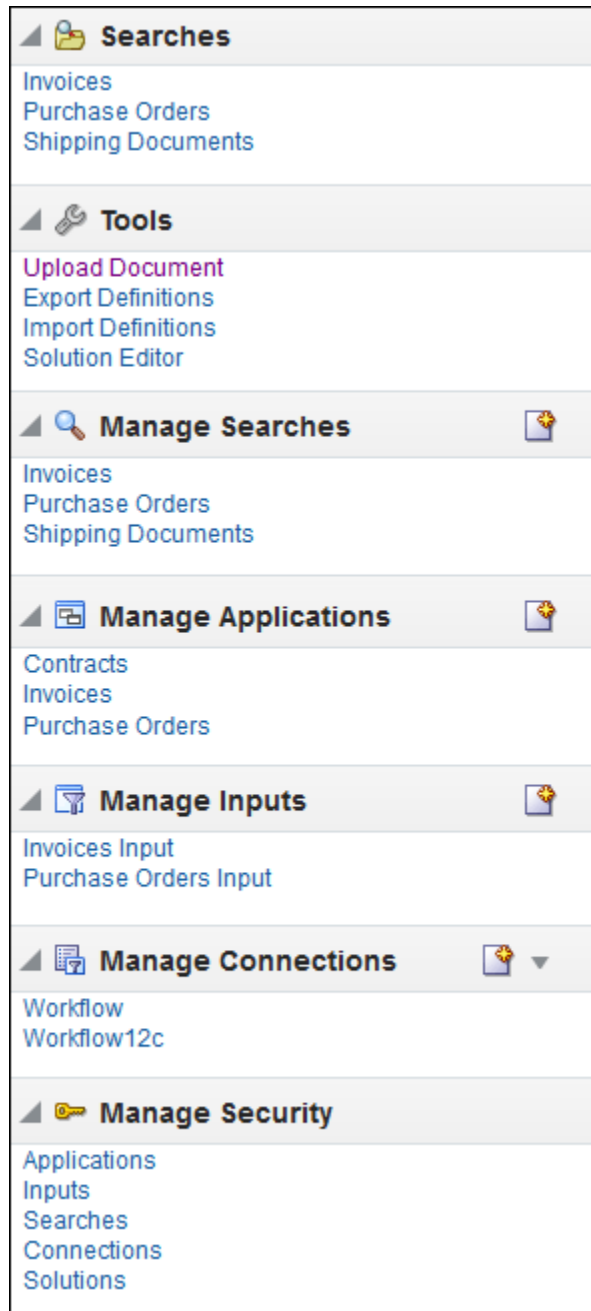 Searches
Invoices
Purchase Orders
Shipping Documents
Tools
Upload Document
Export Definitions
Import Definitions
Solution Editor
Manage Searches
Invoices
Purchase Orders
Shipping Documents
Manage Applications
Contracts
Invoices
Purchase Orders
Manage Inputs
Invoices Input
Purchase Orders Input
Manage Connections
Workflow
Workflow12c
Manage Security
Applications
Inputs
Searches
Connections
Solutions